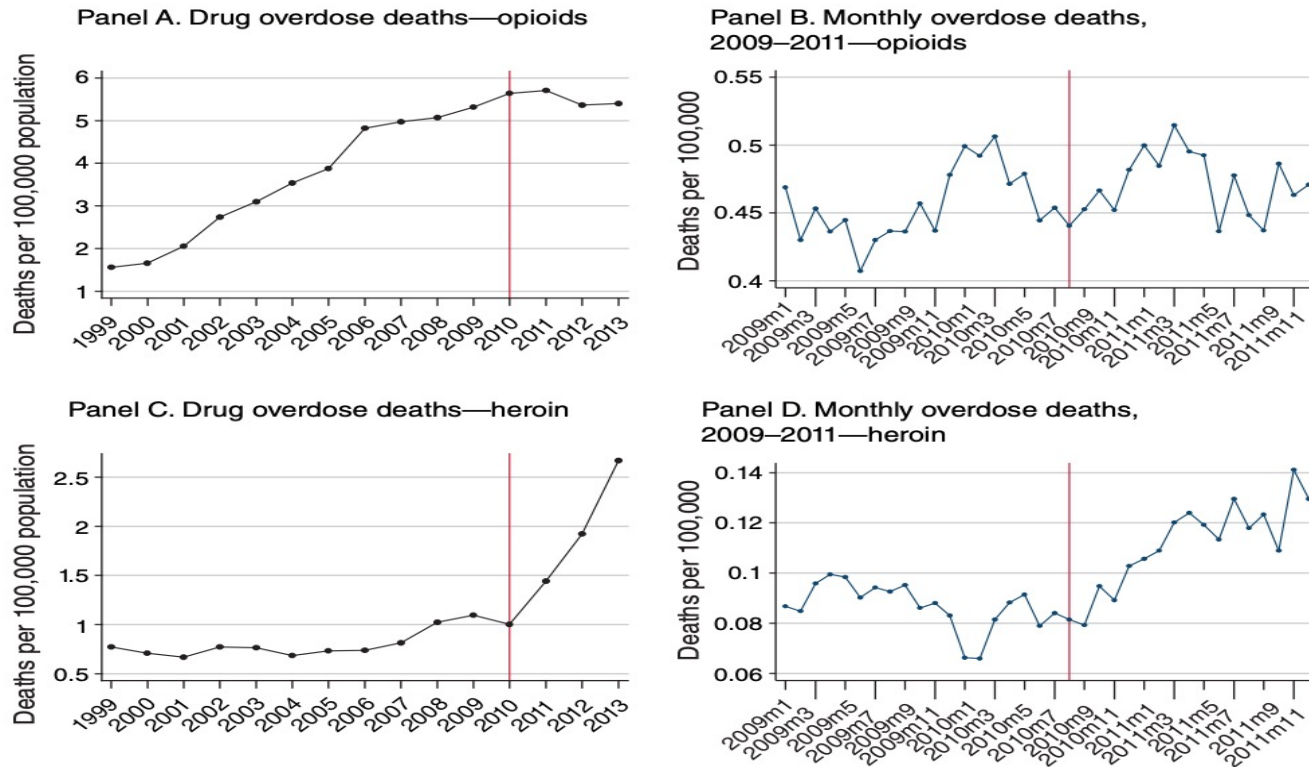 Panel A. Drug overdose deaths—opioids
Deaths per 100,000 population
6
5
4
3
2
1
1999
2000
2001
2002
2003
2004
2005
2006
2007
2008
2009
2010
2011
2012
2013
Panel B. Monthly overdose deaths,
2009–2011—opioids
Deaths per 100,000
0.55
0.5
0.45
0.4
2009m1
2009m3
2009m5
2009m7
2009m9
2009m11
2010m1
2010m3
2010m5
2010m7
2010m9
2010m11
2011m1
2011m3
2011m5
2011m7
2011m9
2011m11
Panel C. Drug overdose deaths—heroin
Deaths per 100,000 population
2.5
2
1.5
1
0.5
1999
2000
2001
2002
2003
2004
2005
2006
2007
2008
2009
2010
2011
2012
2013
Panel D. Monthly overdose deaths,
2009–2011—heroin
Deaths per 100,000
0.14
0.12
0.1
0.08
0.06
2009m1
2009m3
2009m5
2009m7
2009m9
2009m11
2010m1
2010m3
2010m5
2010m7
2010m9
2010m11
2011m1
2011m3
2011m5
2011m7
2011m9
2011m11